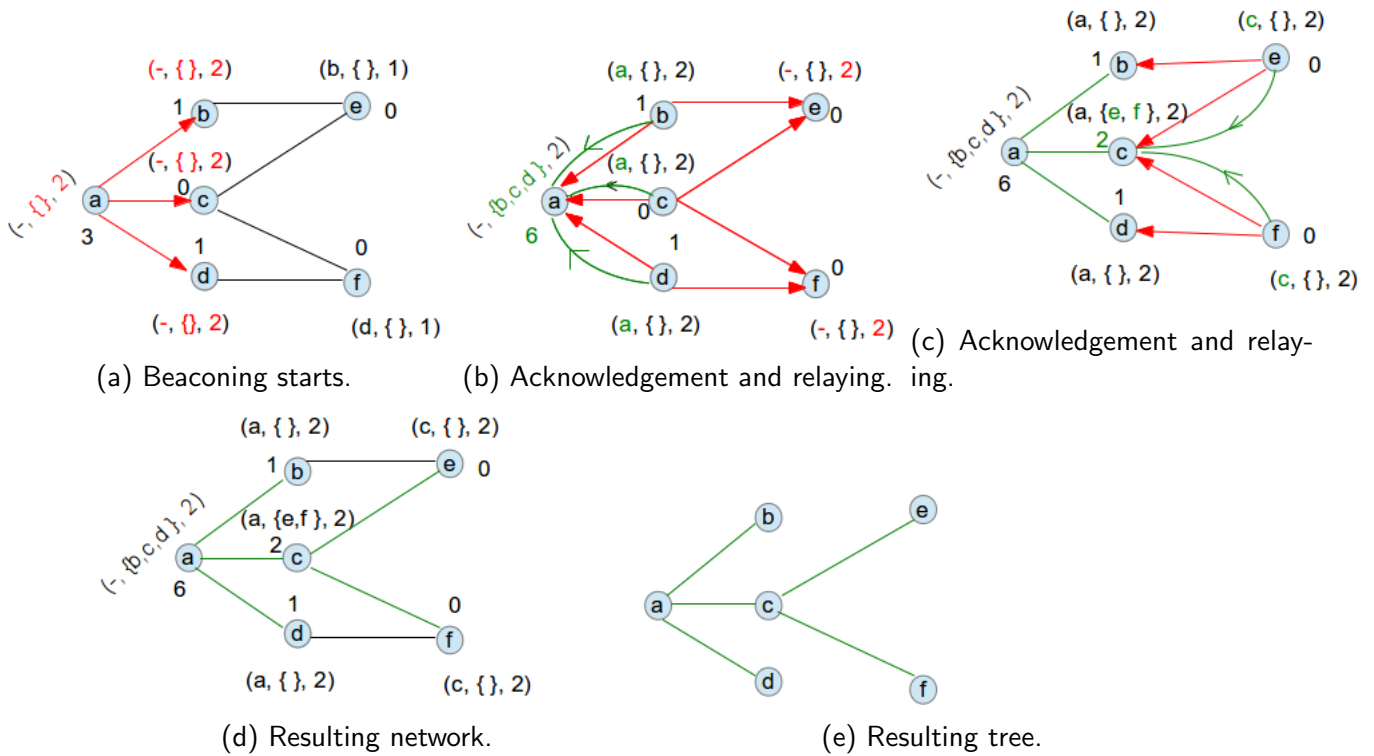 (-, { }, 2)
(b, { }, 1)
1
b
e
0
(-, { }, 2)
0
(-, {}, 2)
a
c
3
1
0
d
f
(-, {}, 2)
(d, { }, 1)
(a) Beaconing starts.
(a, { }, 2)
(-, { }, 2)
1
b
e
0
(-, {b,c,d }, 2)
(a, { }, 2)
a
0
c
6
1
0
d
f
(a, { }, 2)
(-, { }, 2)
(b) Acknowledgement and relaying.
(a, { }, 2)
(c, { }, 2)
1
b
e
0
(-, {b,c,d }, 2)
(a, {e, f }, 2)
2
a
c
6
1
d
f
0
(a, { }, 2)
(c, { }, 2)
(c) Acknowledgement and relay-
ing.
(a, { }, 2)
(c, { }, 2)
1
b
e
0
(-, {b,c,d }, 2)
(a, {e,f }, 2)
2
a
c
6
1
0
d
f
(a, { }, 2)
(c, { }, 2)
(d) Resulting network.
b
e
a
c
d
f
(e) Resulting tree.